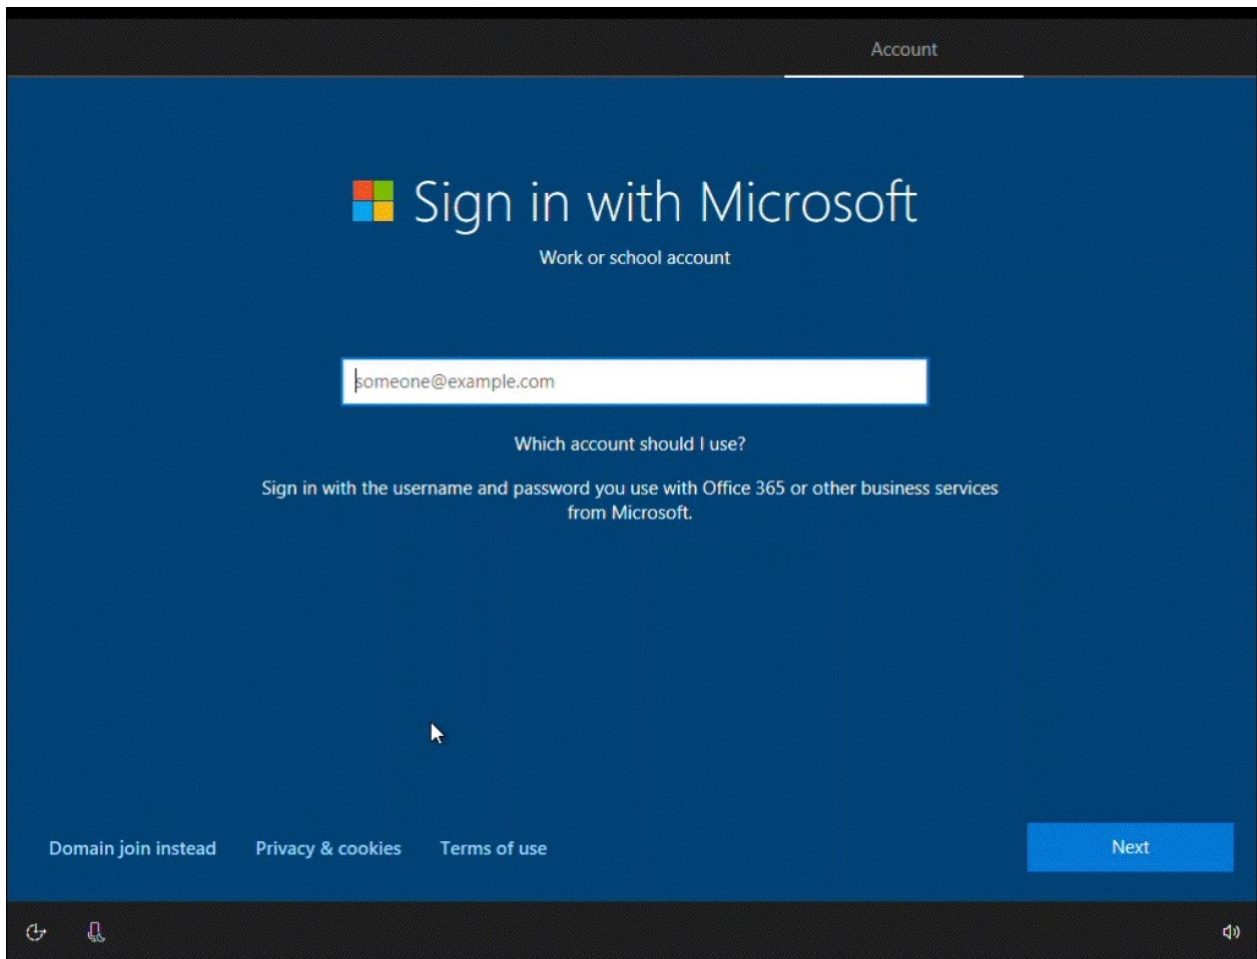 Account
Sign in with Microsoft
Work or school account
someone@example.com
Which account should I use?
Sign in with the username and password you use with Office 365 or other business services
from Microsoft.
Domain join instead Privacy & cookies Terms of use Next